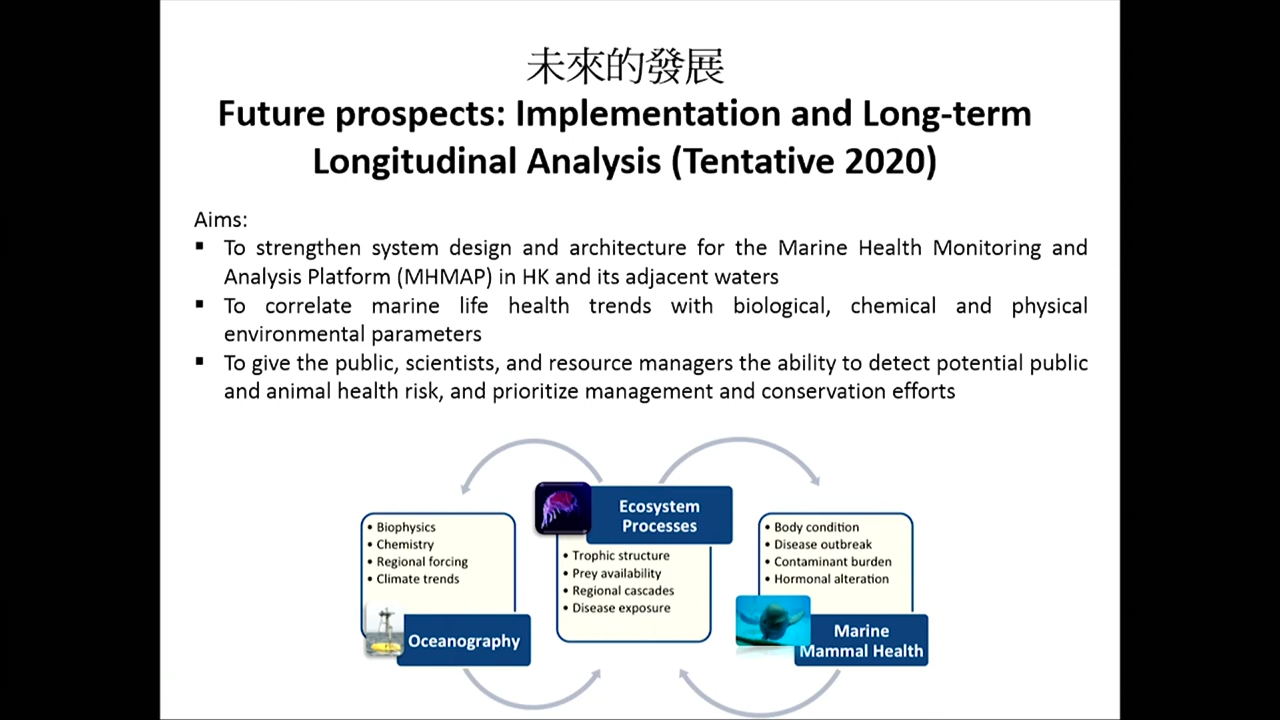 未來的發展
Future prospects: Implementation and Long-term
Longitudinal Analysis (Tentative 2020)
Aims:
▪ To strengthen system design and architecture for the Marine Health Monitoring and
Analysis Platform (MHMAP) in HK and its adjacent waters
▪ To correlate marine life health trends with biological, chemical and physical
environmental parameters
▪ To give the public, scientists, and resource managers the ability to detect potential public
and animal health risk, and prioritize management and conservation efforts
• Biophysics
• Chemistry
• Regional forcing
• Climate trends
Oceanography
Ecosystem
Processes
• Trophic structure
• Prey availability
• Regional cascades
• Disease exposure
• Body condition
• Disease outbreak
• Contaminant burden
• Hormonal alteration
Marine
Mammal Health